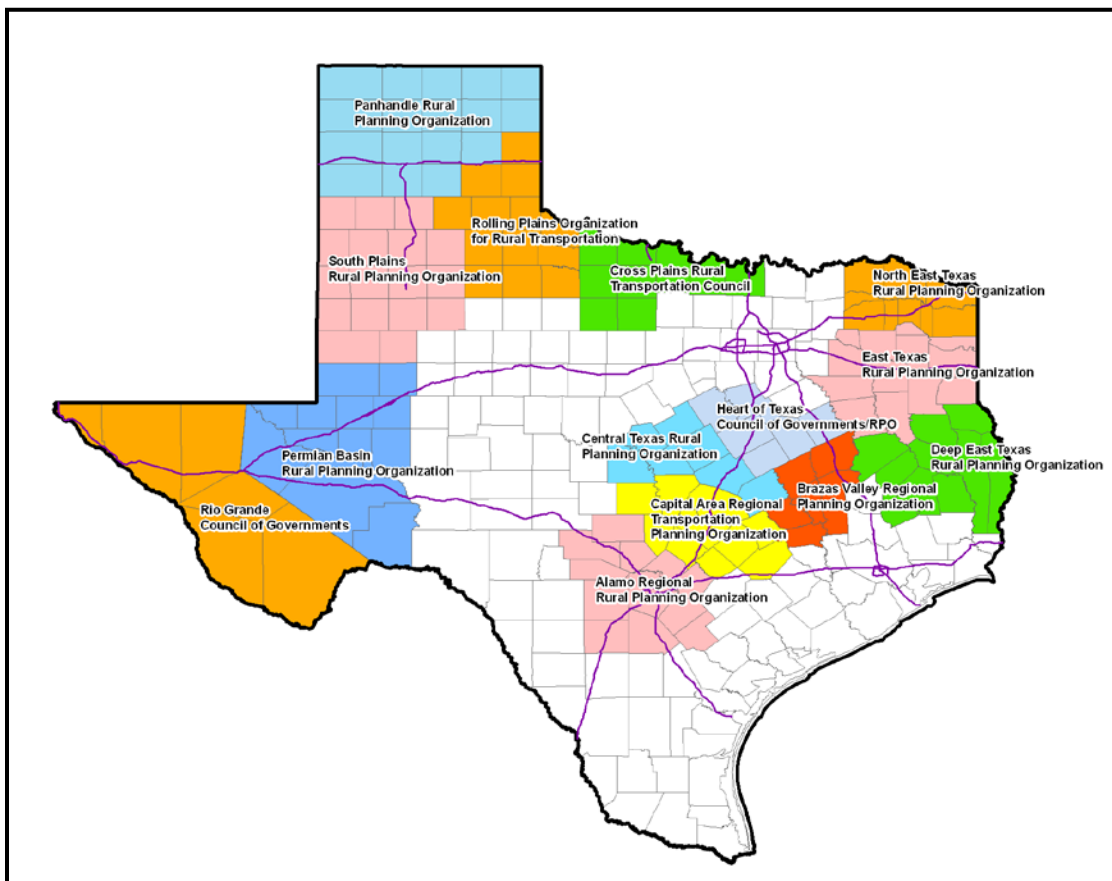 Panhandle Rural
Planning Organization
Rolling Plains Organization
for Rural Transportation
South Plains
Rural Planning Organization
Cross Plains Rural
Transportation Council
North East Texas
Rural Planning Organization
East Texas
Rural Planning Organization
Heart of Texas
Council of Governments/RPO
Central Texas Rural
Planning Organization
Deep East Texas
Rural Planning Organization
Permian Basin
Rural Planning Organization
Brazas Valley Regional
Planning Organization
Capital Area Regional
Transportation
Planning Organization
Rio Grande
Council of Governments
Alamo Regional
Rural Planning Organization